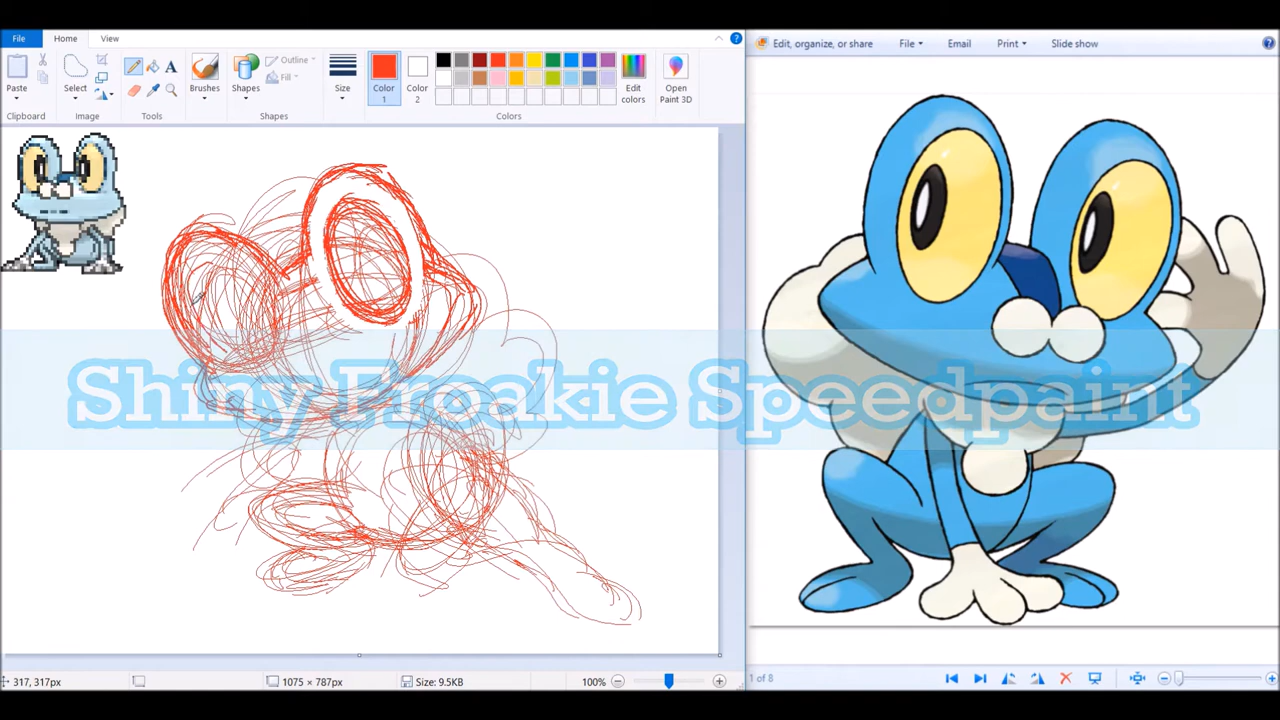 File Home View
Edit, organize, or share File Email Print Slide show
Paste Select Brushes Shapes Outline Fill Size Color 1 Color 2 Edit colors Open Paint 3D
Clipboard Image Tools Shapes Colors
Shiny Froakie Speedpaint
317, 317px 1075 × 787px Size: 9.5KB 100% 1 of 8